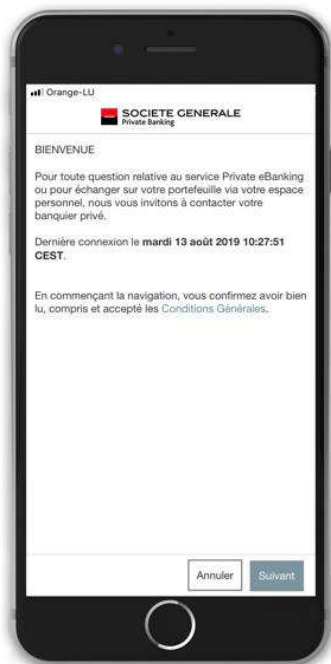 Orange-LU
SOCIETE GENERALE
Private Banking
BIENVENUE
Pour toute question relative au service Private eBanking
ou pour échanger sur votre portefeuille via votre espace
personnel, nous vous invitons à contacter votre
banquier privé.
Dernière connexion le mardi 13 août 2019 10:27:51
CEST.
En commençant la navigation, vous confirmez avoir bien
lu, compris et accepté les Conditions Générales.
Annuler
Suivant